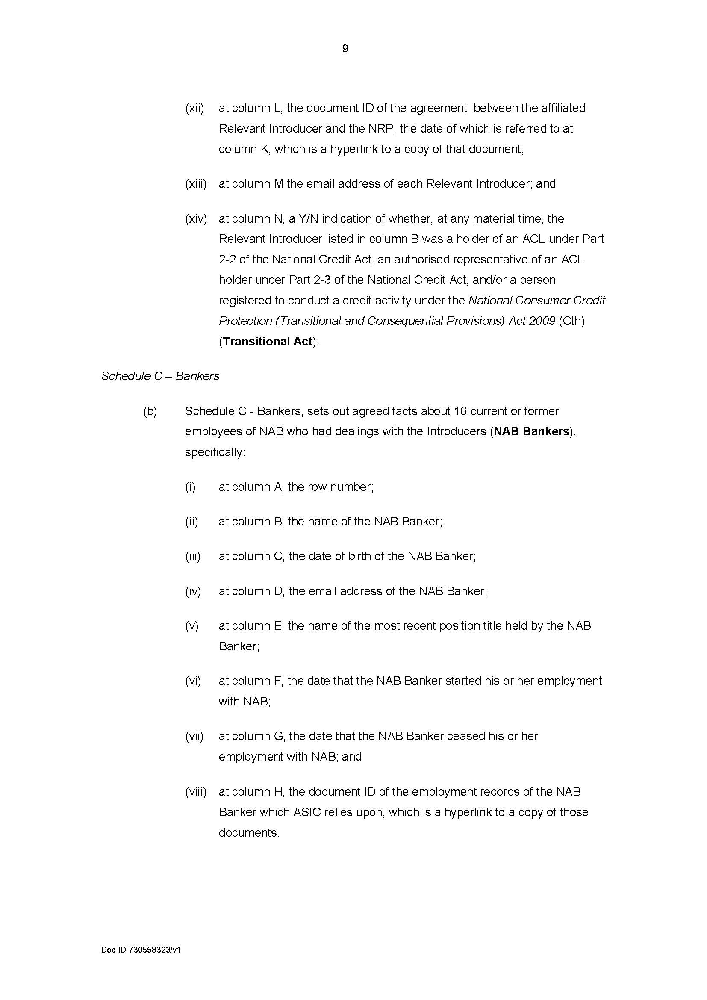 9
(xii) at column L, the document ID of the agreement, between the affiliated
Relevant Introducer and the NRP, the date of which is referred to at
column K, which is a hyperlink to a copy of that document;
(xiii) at column M the email address of each Relevant Introducer; and
(xiv) at column N, a Y/N indication of whether, at any material time, the
Relevant Introducer listed in column B was a holder of an ACL under Part
2-2 of the National Credit Act, an authorised representative of an ACL
holder under Part 2-3 of the National Credit Act, and/or a person
registered to conduct a credit activity under the National Consumer Credit
Protection (Transitional and Consequential Provisions) Act 2009 (Cth)
(Transitional Act).
Schedule C – Bankers
(b) Schedule C - Bankers, sets out agreed facts about 16 current or former
employees of NAB who had dealings with the Introducers (NAB Bankers),
specifically:
(i) at column A, the row number;
(ii) at column B, the name of the NAB Banker;
(iii) at column C, the date of birth of the NAB Banker;
(iv) at column D, the email address of the NAB Banker;
(v) at column E, the name of the most recent position title held by the NAB
Banker;
(vi) at column F, the date that the NAB Banker started his or her employment
with NAB;
(vii) at column G, the date that the NAB Banker ceased his or her
employment with NAB; and
(viii) at column H, the document ID of the employment records of the NAB
Banker which ASIC relies upon, which is a hyperlink to a copy of those
documents.
Doc ID 730558323/v1